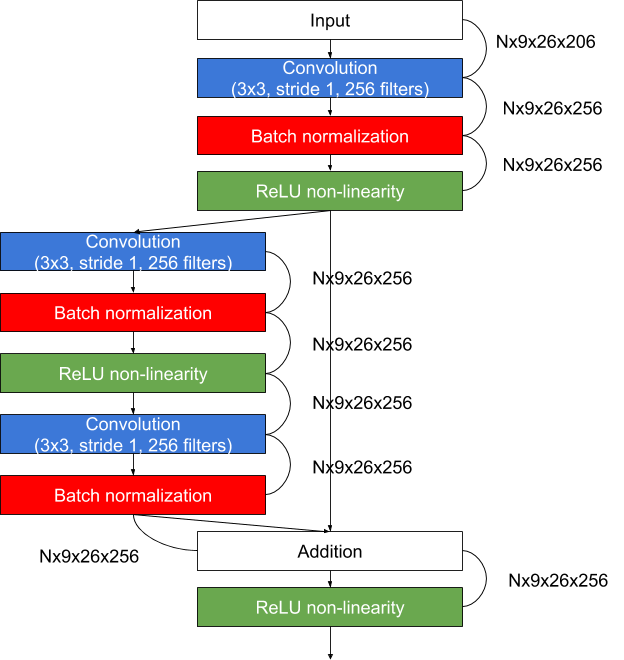 Input
Nx9x26x206
Convolution
(3x3, stride 1, 256 filters)
Nx9x26x256
Batch normalization
Nx9x26x256
ReLU non-linearity
Convolution
(3x3, stride 1, 256 filters)
Nx9x26x256
Batch normalization
Nx9x26x256
ReLU non-linearity
Nx9x26x256
Convolution
(3x3, stride 1, 256 filters)
Nx9x26x256
Batch normalization
Nx9x26x256
Addition
Nx9x26x256
ReLU non-linearity